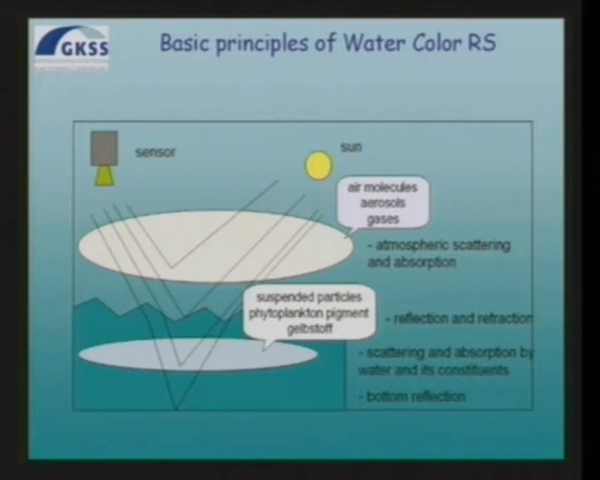 GKSS
Basic principles of Water Color RS
sensor
sun
air molecules
aerosols
gases
- atmospheric scattering
and absorption
suspended particles
phytoplankton pigment
gelbstoff
- reflection and refraction
- scattering and absorption by
water and its constituents
- bottom reflection